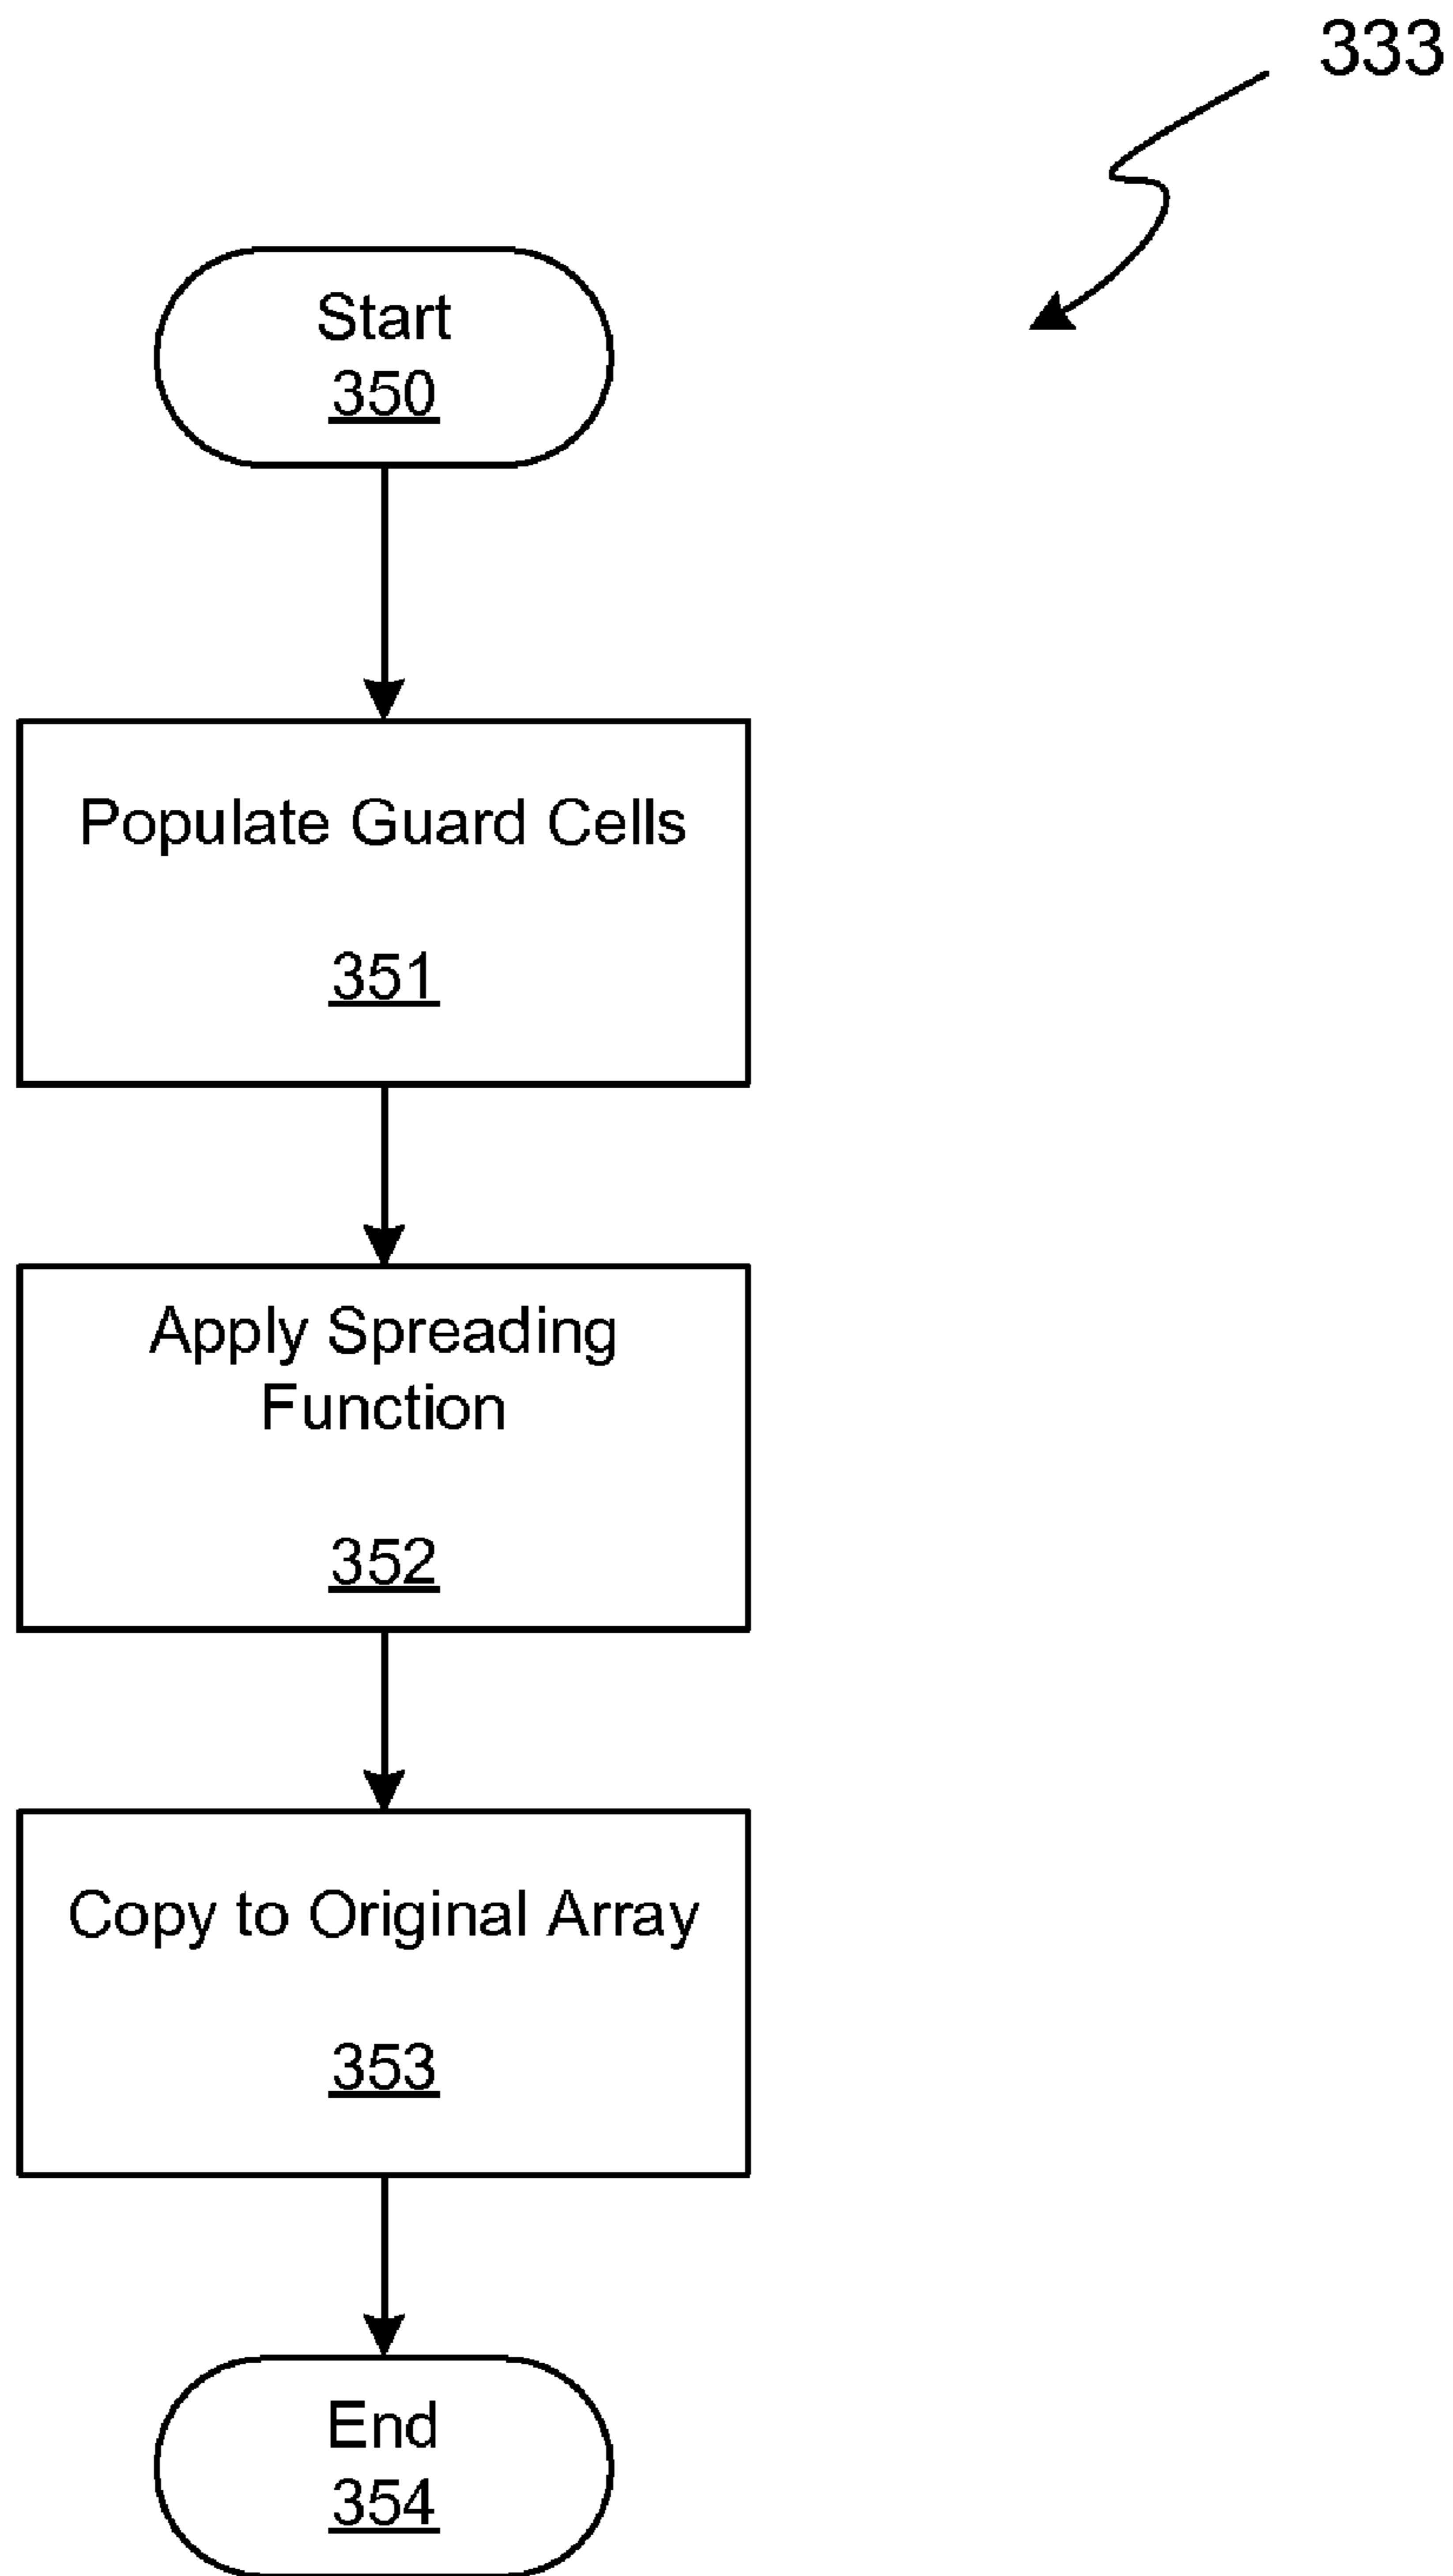 333
Start
350
Populate Guard Cells
351
Apply Spreading
Function
352
Copy to Original Array
353
End
354